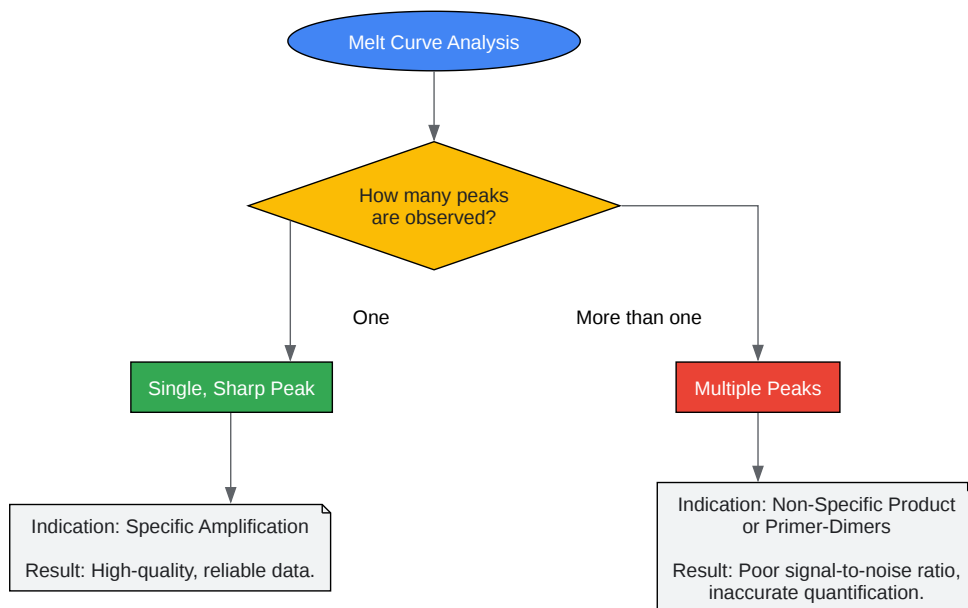 Melt Curve Analysis
How many peaks
are observed?
One
More than one
Single, Sharp Peak
Multiple Peaks
Indication: Specific Amplification
Result: High-quality, reliable data.
Indication: Non-Specific Product
or Primer-Dimers
Result: Poor signal-to-noise ratio,
inaccurate quantification.